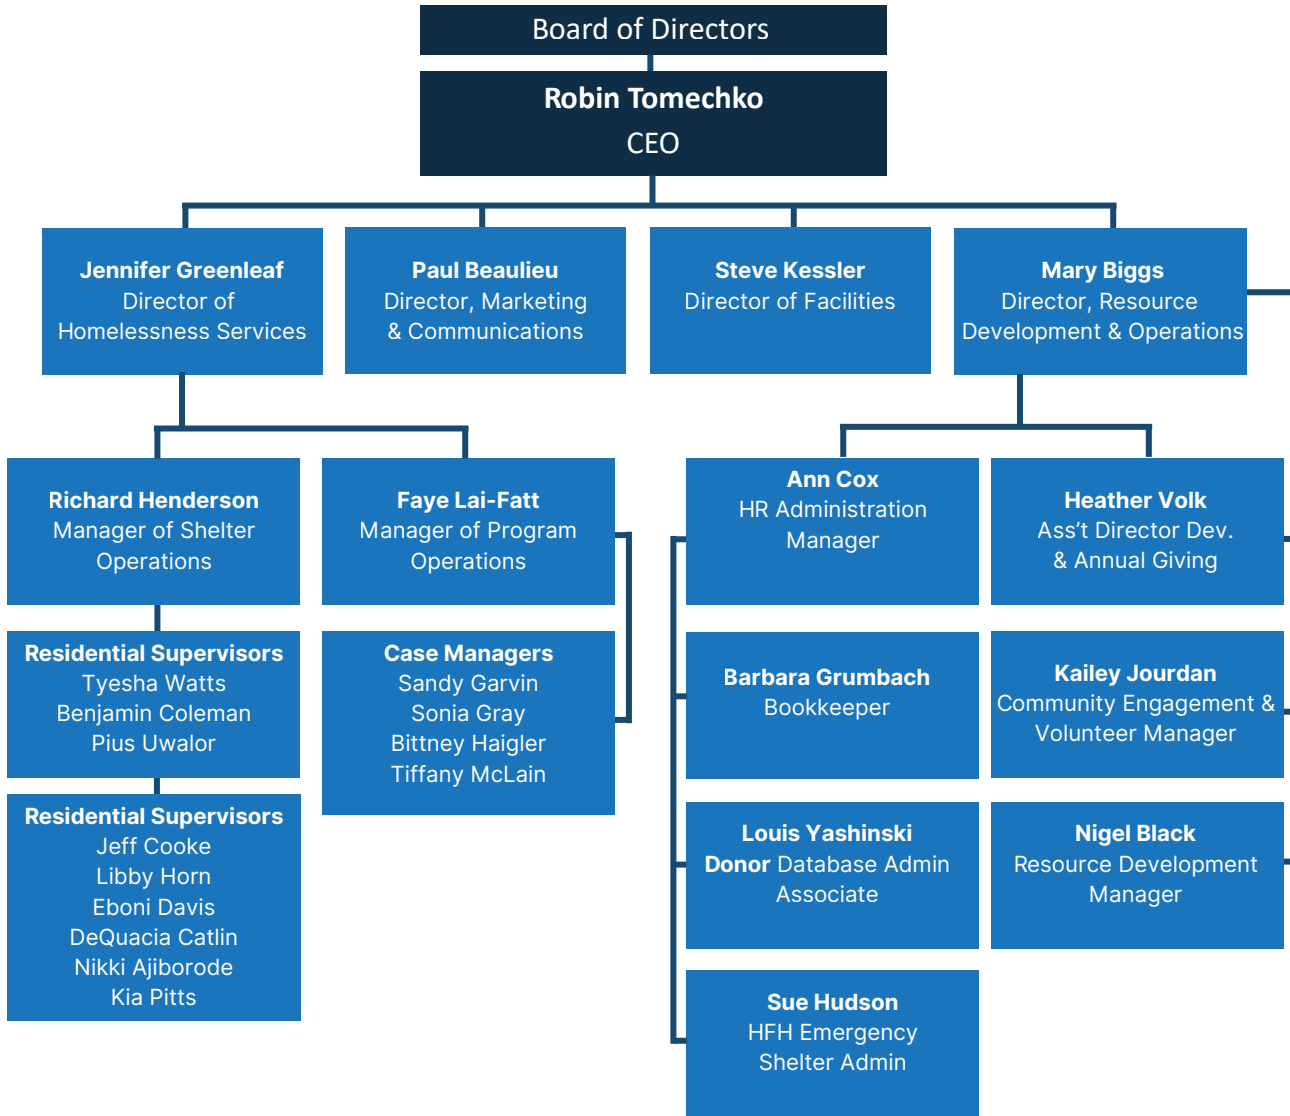 Board of Directors
Robin Tomechko
CEO
Jennifer Greenleaf
Director of
Homelessness Services
Paul Beaulieu
Director, Marketing
& Communications
Steve Kessler
Director of Facilities
Mary Biggs
Director, Resource
Development & Operations
Richard Henderson
Manager of Shelter
Operations
Faye Lai-Fatt
Manager of Program
Operations
Ann Cox
HR Administration
Manager
Heather Volk
Ass’t Director Dev.
& Annual Giving
Residential Supervisors
Tyesha Watts
Benjamin Coleman
Pius Uwalor
Case Managers
Sandy Garvin
Sonia Gray
Bittney Haigler
Tiffany McLain
Barbara Grumbach
Bookkeeper
Kailey Jourdan
Community Engagement &
Volunteer Manager
Residential Supervisors
Jeff Cooke
Libby Horn
Eboni Davis
DeQuacia Catlin
Nikki Ajiborode
Kia Pitts
Louis Yashinski
Donor Database Admin
Associate
Nigel Black
Resource Development
Manager
Sue Hudson
HFH Emergency
Shelter Admin